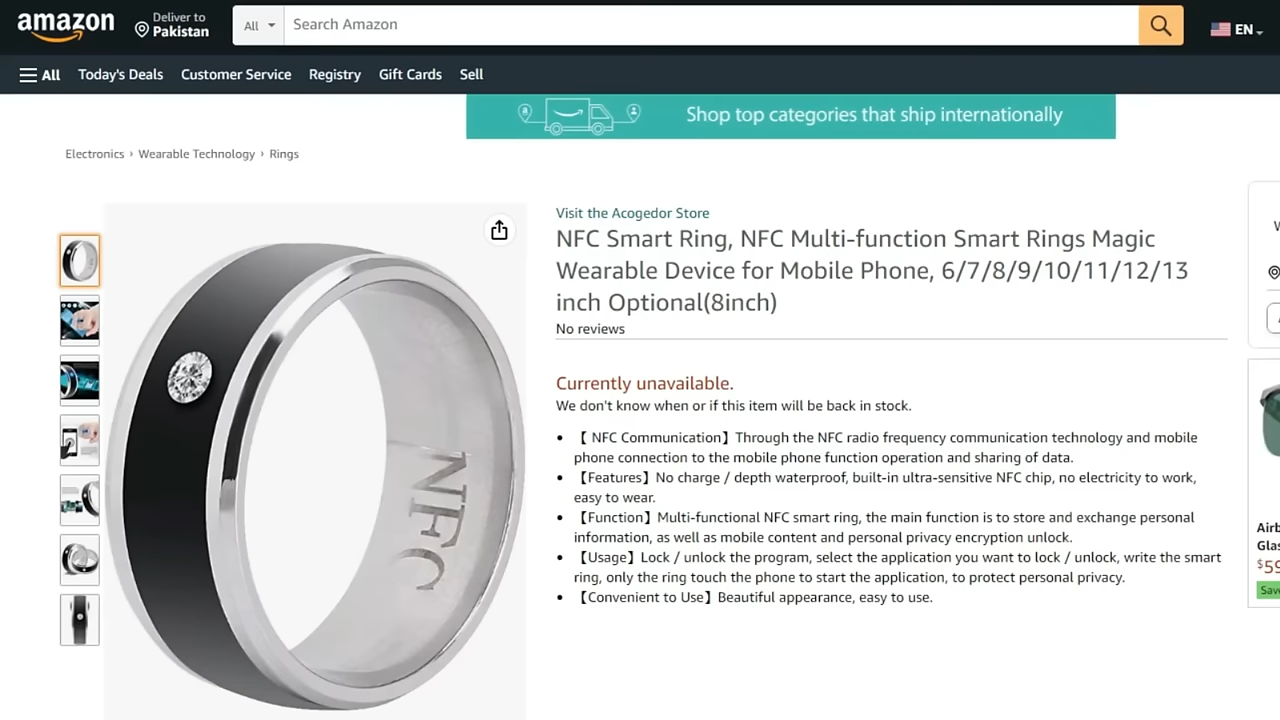 amazon
Deliver to
Pakistan
All
Search Amazon
EN
All
Today's Deals
Customer Service
Registry
Gift Cards
Sell
Shop top categories that ship internationally
Electronics › Wearable Technology › Rings
Visit the Acogedor Store
NFC Smart Ring, NFC Multi-function Smart Rings Magic
Wearable Device for Mobile Phone, 6/7/8/9/10/11/12/13
inch Optional(8inch)
No reviews
Currently unavailable.
We don't know when or if this item will be back in stock.
• 【 NFC Communication】Through the NFC radio frequency communication technology and mobile
phone connection to the mobile phone function operation and sharing of data.
• 【Features】No charge / depth waterproof, built-in ultra-sensitive NFC chip, no electricity to work,
easy to wear.
• 【Function】Multi-functional NFC smart ring, the main function is to store and exchange personal
information, as well as mobile content and personal privacy encryption unlock.
• 【Usage】Lock / unlock the program, select the application you want to lock / unlock, write the smart
ring, only the ring touch the phone to start the application, to protect personal privacy.
• 【Convenient to Use】Beautiful appearance, easy to use.
NFC